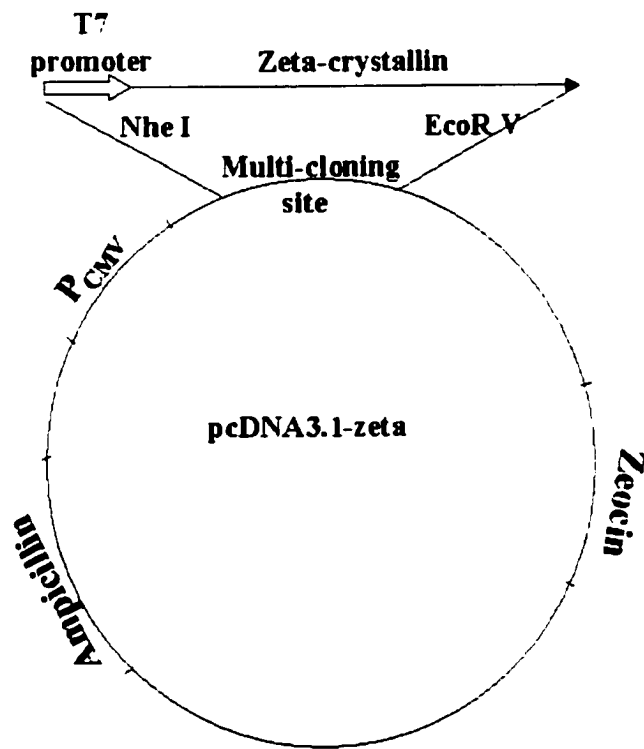 T7
promoter
Zeta-crystallin
Nhe I
EcoR V
Multi-cloning
site
PCMV
pcDNA3.1-zeta
Zeocin
Ampicillin